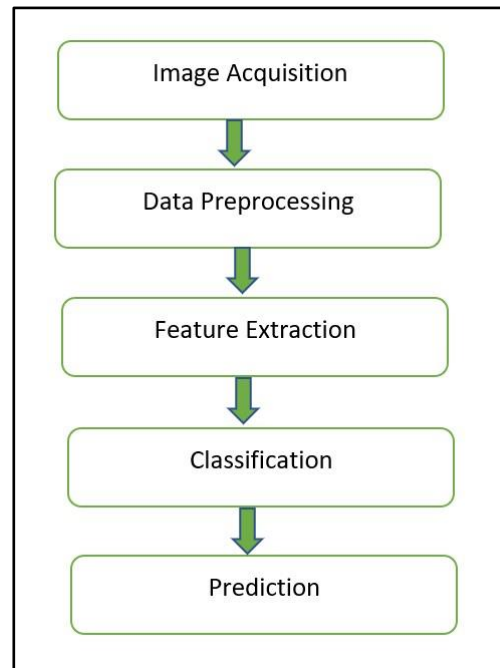 Image Acquisition
Data Preprocessing
Feature Extraction
Classification
Prediction